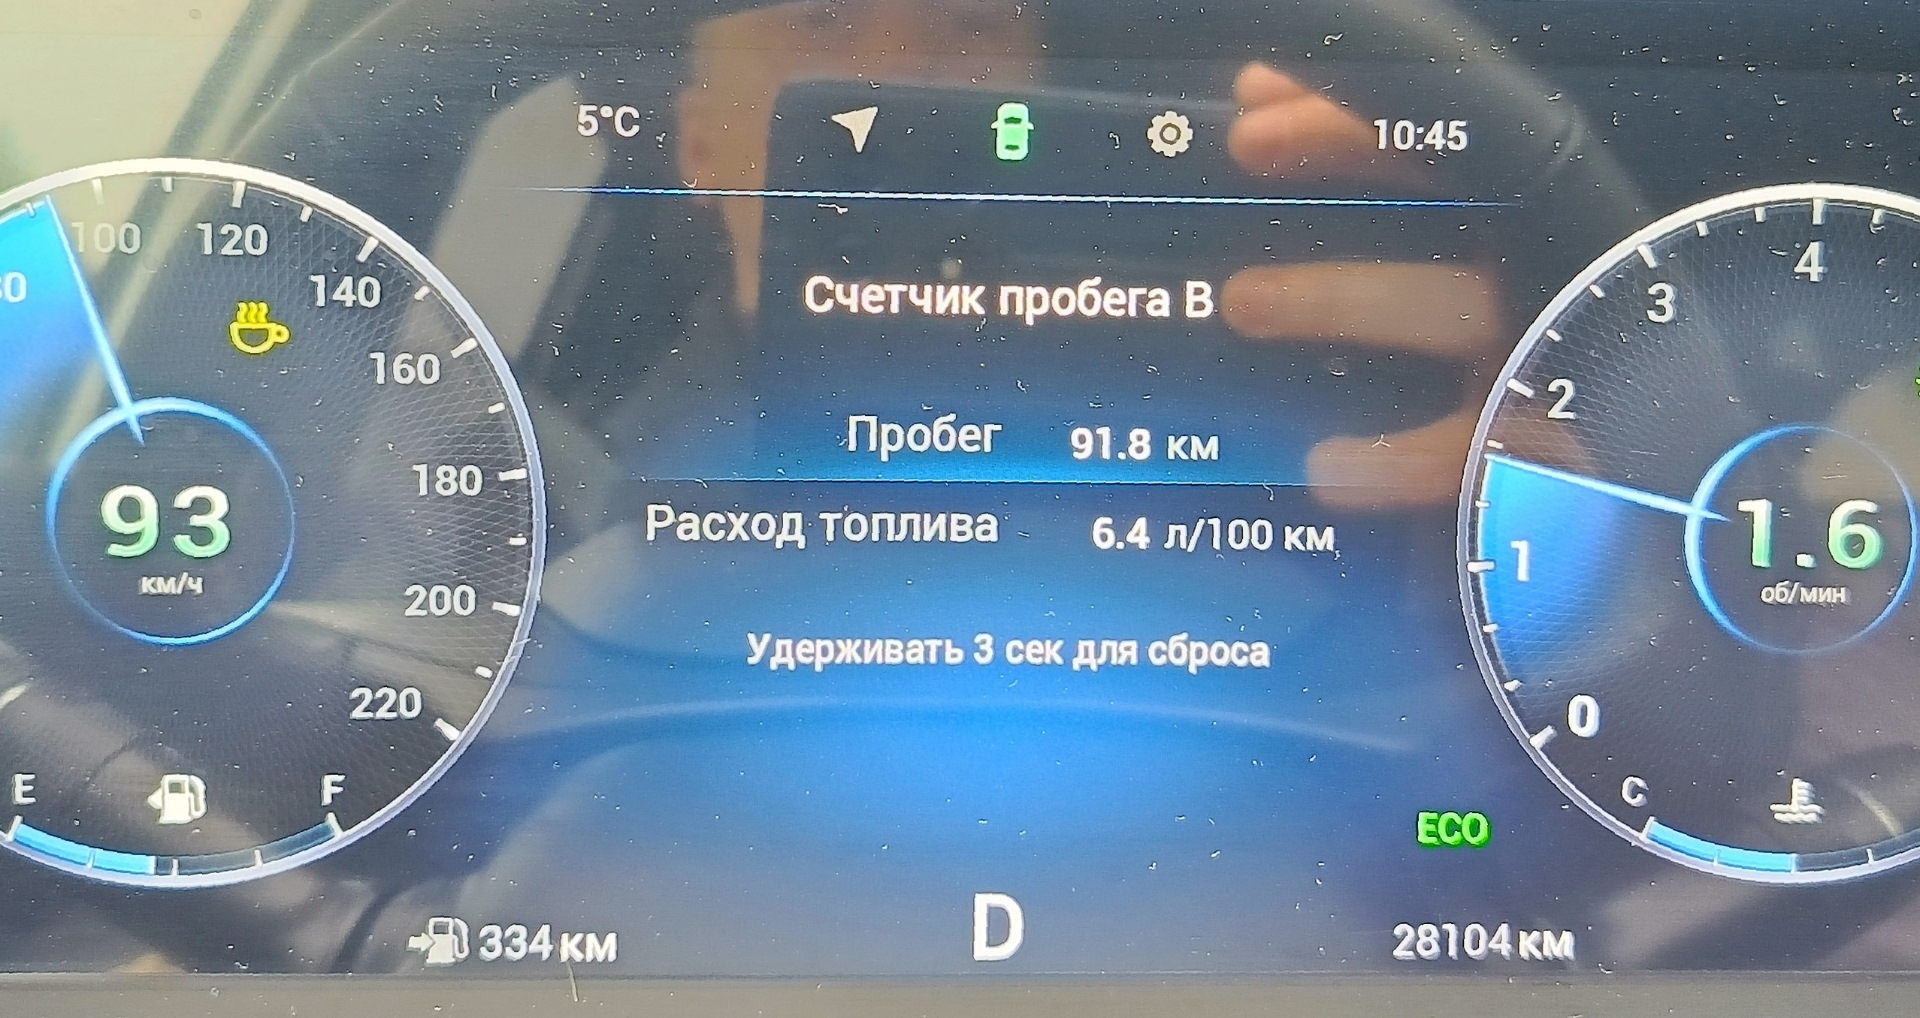 5°C 10:45
100 120
140
160
180
200
220
93
км/ч
E F
334 км
Счетчик пробега B
Пробег 91.8 км
Расход топлива 6.4 л/100 км
Удерживать 3 сек для сброса
ECO
D
28104 км
4
3
2
1
0
1.6
об/мин
C